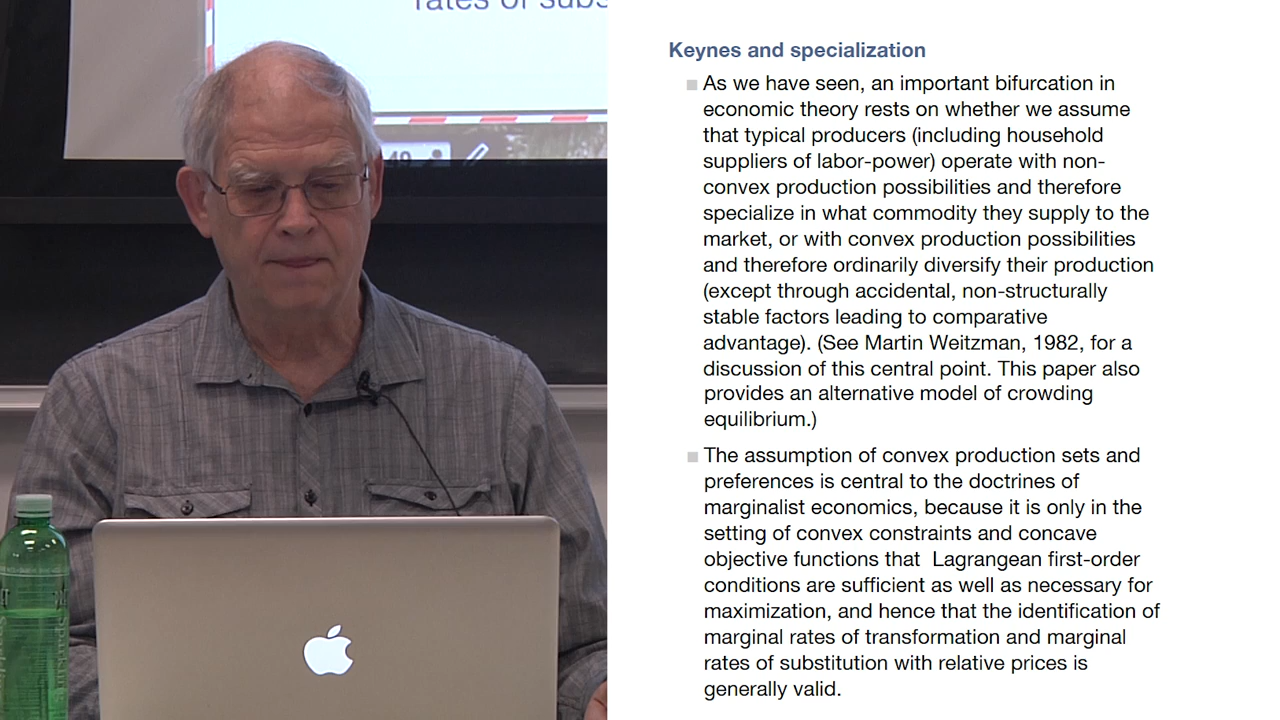 rates of subs
49
Keynes and specialization
As we have seen, an important bifurcation in
economic theory rests on whether we assume
that typical producers (including household
suppliers of labor-power) operate with non-
convex production possibilities and therefore
specialize in what commodity they supply to the
market, or with convex production possibilities
and therefore ordinarily diversify their production
(except through accidental, non-structurally
stable factors leading to comparative
advantage). (See Martin Weitzman, 1982, for a
discussion of this central point. This paper also
provides an alternative model of crowding
equilibrium.)
The assumption of convex production sets and
preferences is central to the doctrines of
marginalist economics, because it is only in the
setting of convex constraints and concave
objective functions that Lagrangean first-order
conditions are sufficient as well as necessary for
maximization, and hence that the identification of
marginal rates of transformation and marginal
rates of substitution with relative prices is
generally valid.